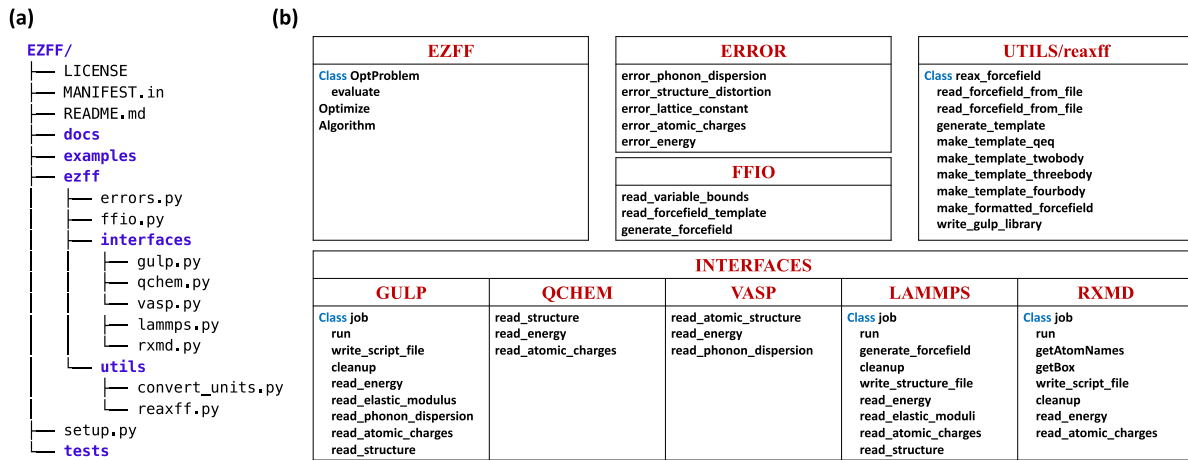 (a)
EZFF/
LICENSE
MANIFEST.in
README.md
docs
examples
ezff
errors.py
ffio.py
interfaces
gulp.py
qchem.py
vasp.py
lammps.py
rxmd.py
utils
convert_units.py
reaxff.py
setup.py
tests
(b)
EZFF
Class OptProblem
evaluate
Optimize
Algorithm
ERROR
error_phonon_dispersion
error_structure_distortion
error_lattice_constant
error_atomic_charges
error_energy
FFIO
read_variable_bounds
read_forcefield_template
generate_forcefield
UTILS/reaxff
Class reax_forcefield
read_forcefield_from_file
read_forcefield_from_file
generate_template
make_template_qeq
make_template_twobody
make_template_threebody
make_template_fourbody
make_formatted_forcefield
write_gulp_library
INTERFACES
GULP
Class job
run
write_script_file
cleanup
read_energy
read_elastic_modulus
read_phonon_dispersion
read_atomic_charges
read_structure
QCHEM
read_structure
read_energy
read_atomic_charges
VASP
read_atomic_structure
read_energy
read_phonon_dispersion
LAMMPS
Class job
run
generate_forcefield
cleanup
write_structure_file
read_energy
read_elastic_moduli
read_atomic_charges
read_structure
RXMD
Class job
run
getAtomNames
getBox
write_script_file
cleanup
read_energy
read_atomic_charges